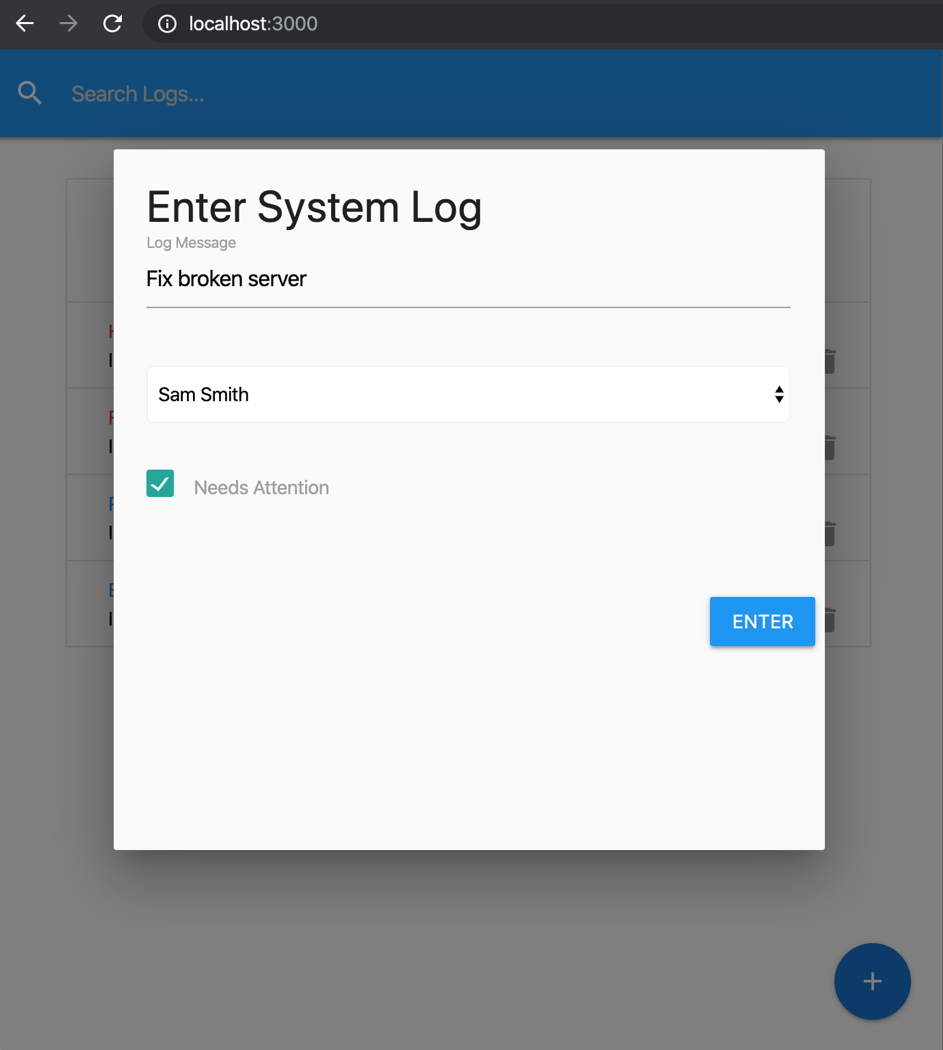 localhost:3000
Search Logs...
Enter System Log
Log Message
Fix broken server
Sam Smith
Needs Attention
ENTER